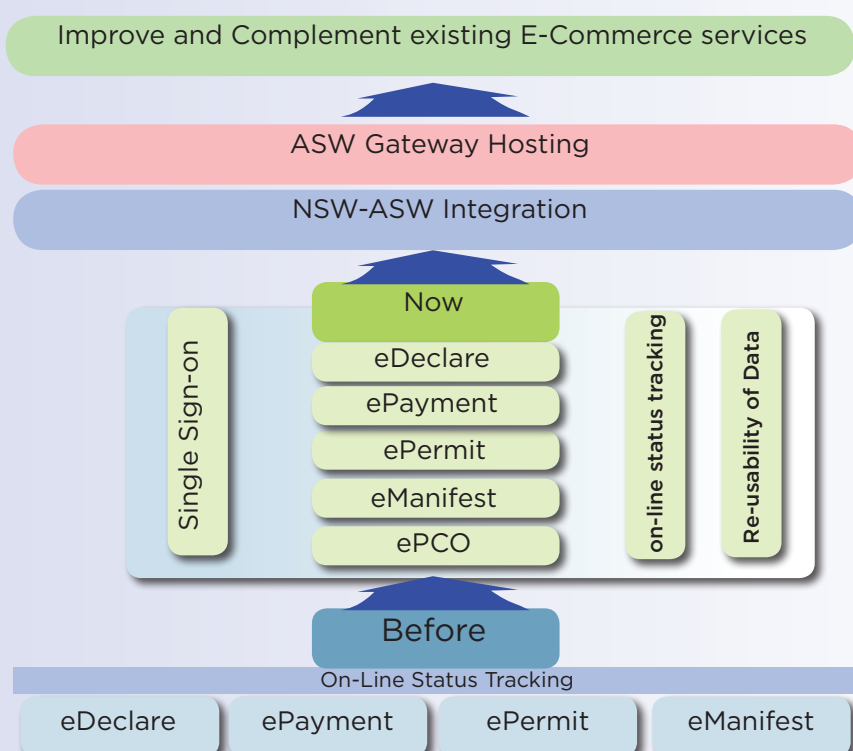 Improve and Complement existing E-Commerce services
ASW Gateway Hosting
NSW-ASW Integration
Now
Single Sign-on
eDeclare
ePayment
ePermit
eManifest
ePCO
on-line status tracking
Re-usability of Data
Before
On-Line Status Tracking
eDeclare
ePayment
ePermit
eManifest